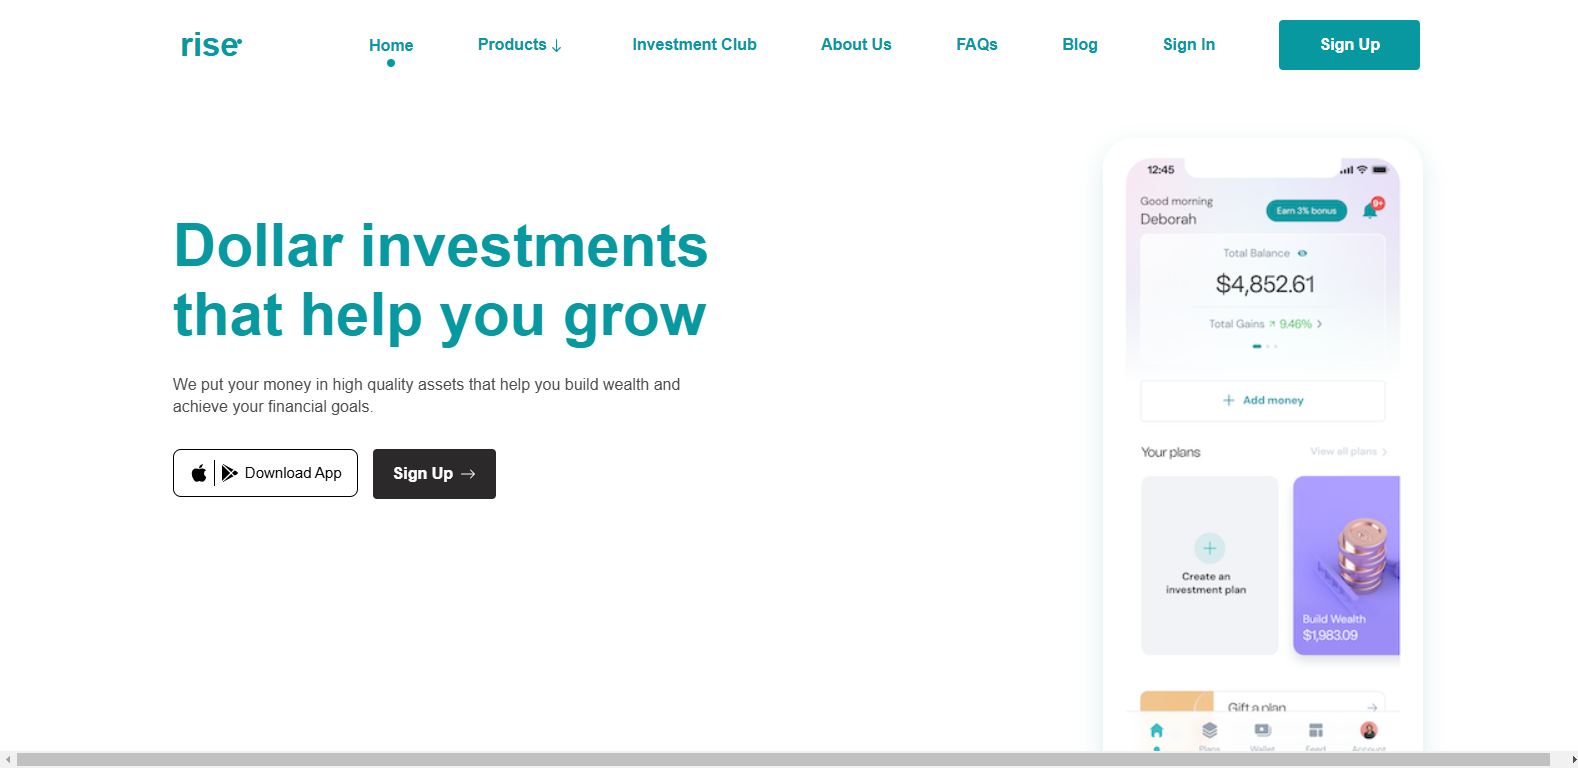 rise
Home
Products
Investment Club
About Us
FAQs
Blog
Sign In
Sign Up
Dollar investments
that help you grow
We put your money in high quality assets that help you build wealth and
achieve your financial goals.
Download App
Sign Up
12:45
Good morning
Deborah
Earn 3% bonus
9+
Total Balance
$4,852.61
Total Gains 9.46%
Add money
Your plans
View all plans
Create an
investment plan
Build Wealth
$1,983.09
Gift a plan
Plans
Wallet
Feed
Account